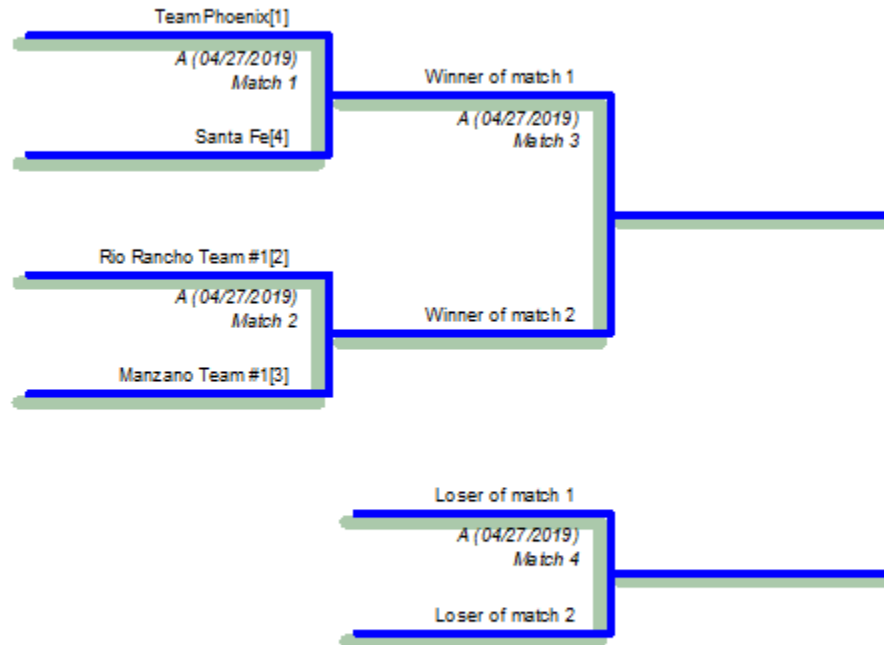 Team Phoenix[1]
A (04/27/2019)
Match 1
Santa Fe[4]
Winner of match 1
A (04/27/2019)
Match 3
Rio Rancho Team #1[2]
A (04/27/2019)
Match 2
Manzano Team #1[3]
Winner of match 2
Loser of match 1
A (04/27/2019)
Match 4
Loser of match 2